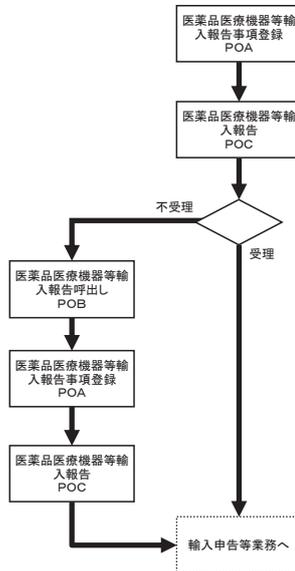 医薬品医療機器等輸
入報告事項登録
POA
医薬品医療機器等輸
入報告
POC
不受理
受理
医薬品医療機器等輸
入報告呼出し
POB
医薬品医療機器等輸
入報告事項登録
POA
医薬品医療機器等輸
入報告
POC
輸入申告等業務へ